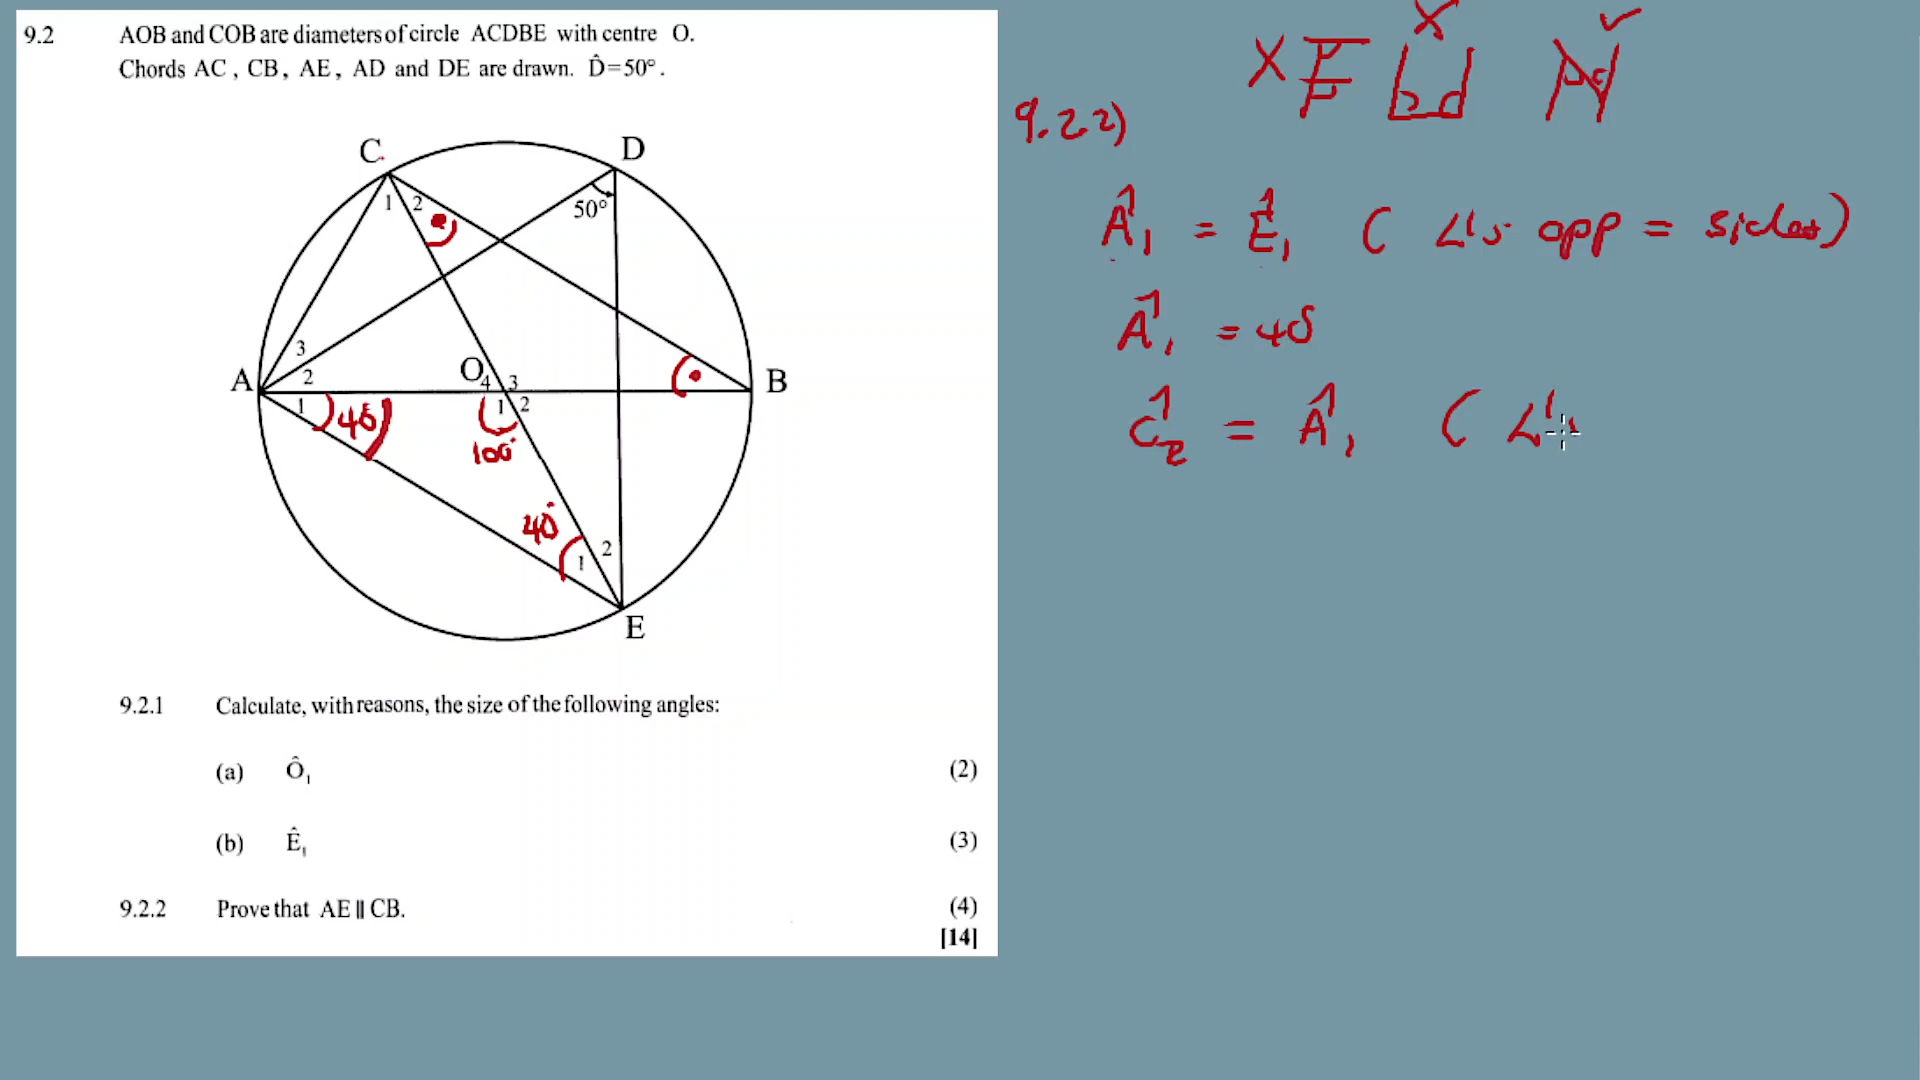 9.2 AOB and COB are diameters of circle ACDBE with centre O.
Chords AC, CB, AE, AD and DE are drawn. D̂=50°.
C
D
1 2
50°
3
2
A
O
4 3
B
1
40°
1 2
100°
40°
2
1
E
9.2.1 Calculate, with reasons, the size of the following angles:
(a) Ô₁ (2)
(b) Ê₁ (3)
9.2.2 Prove that AE || CB. (4)
[14]
9.2.2)
Â₁ = Ê₁ ( ∠'s opp = sides)
Â₁ = 40
Ĉ₂ = Â₁ ( ∠'s